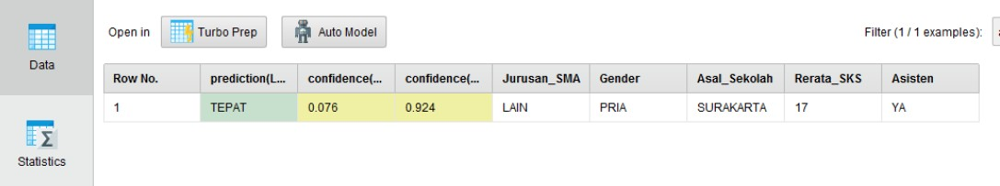 Open in Turbo Prep Auto Model Filter (1 / 1 examples):
Data
Row No. prediction(L... confidence(... confidence(... Jurusan_SMA Gender Asal_Sekolah Rerata_SKS Asisten
1 TEPAT 0.076 0.924 LAIN PRIA SURAKARTA 17 YA
Σ
Statistics